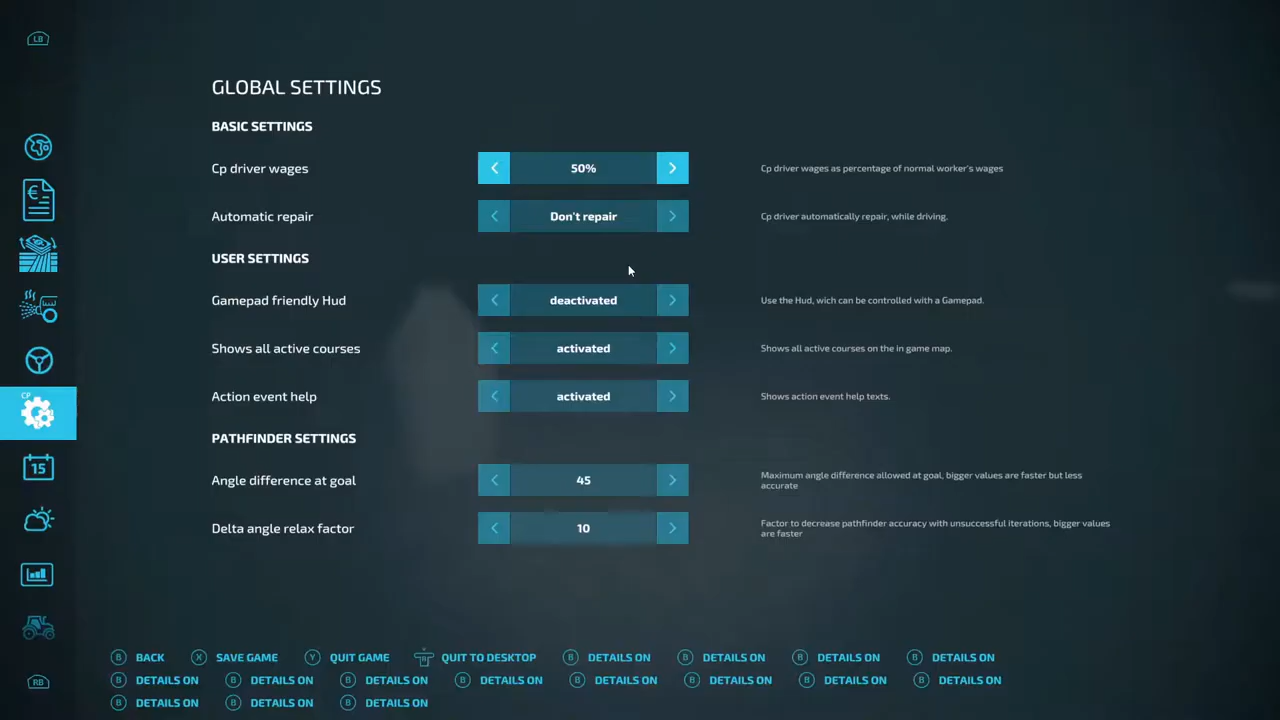 LB
GLOBAL SETTINGS
BASIC SETTINGS
Cp driver wages 50% Cp driver wages as percentage of normal worker's wages
Automatic repair Don't repair Cp driver automatically repair, while driving.
USER SETTINGS
Gamepad friendly Hud deactivated Use the Hud, wich can be controlled with a Gamepad.
Shows all active courses activated Shows all active courses on the in game map.
CP
Action event help activated Shows action event help texts.
PATHFINDER SETTINGS
15
Angle difference at goal 45 Maximum angle difference allowed at goal, bigger values are faster but less
accurate
Delta angle relax factor 10 Factor to decrease pathfinder accuracy with unsuccessful iterations, bigger values
are faster
B BACK X SAVE GAME Y QUIT GAME QUIT TO DESKTOP B DETAILS ON B DETAILS ON B DETAILS ON B DETAILS ON
RB
B DETAILS ON B DETAILS ON B DETAILS ON B DETAILS ON B DETAILS ON B DETAILS ON B DETAILS ON B DETAILS ON
B DETAILS ON B DETAILS ON B DETAILS ON